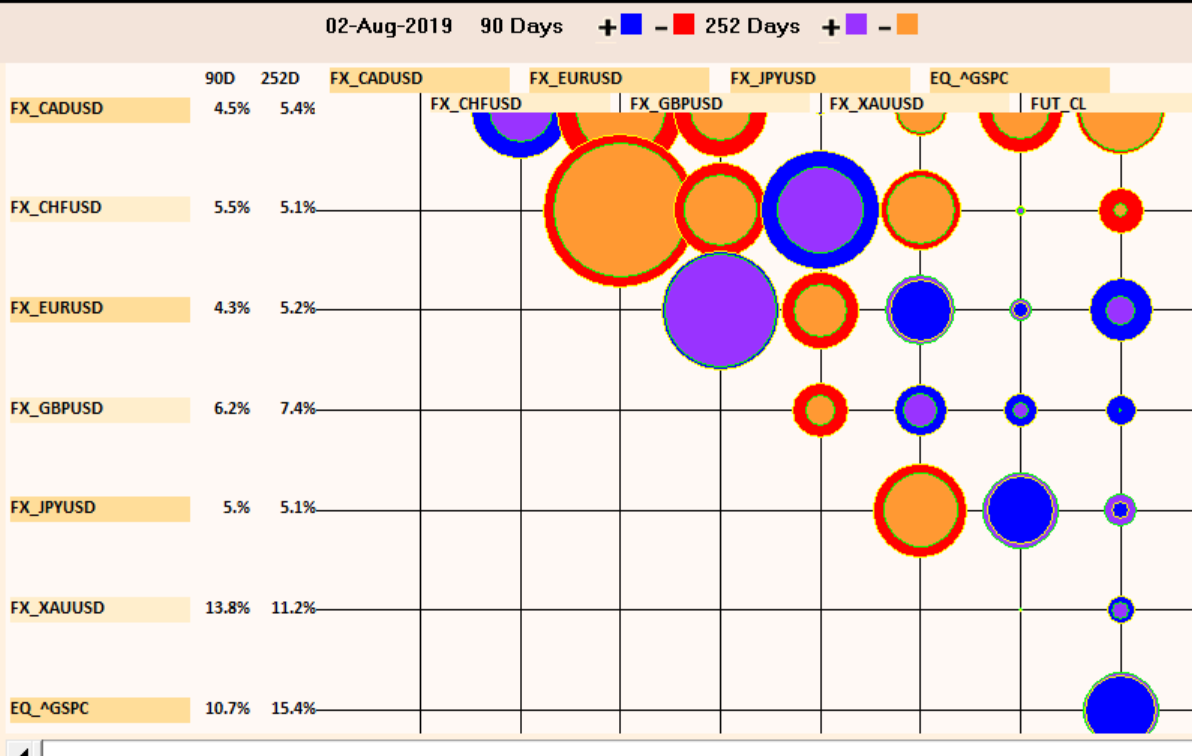 02-Aug-2019 90 Days + - 252 Days + -
90D 252D FX_CADUSD FX_EURUSD FX_JPYUSD EQ_^GSPC
FX_CHFUSD FX_GBPUSD FX_XAUUSD FUT_CL
FX_CADUSD 4.5% 5.4%
FX_CHFUSD 5.5% 5.1%
FX_EURUSD 4.3% 5.2%
FX_GBPUSD 6.2% 7.4%
FX_JPYUSD 5.% 5.1%
FX_XAUUSD 13.8% 11.2%
EQ_^GSPC 10.7% 15.4%